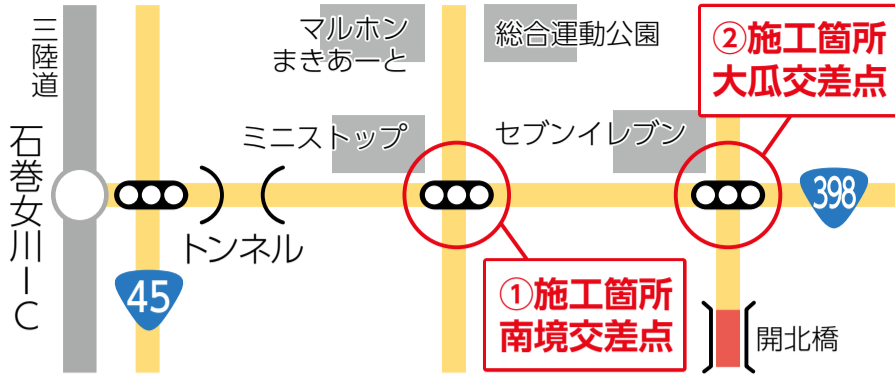 三陸道
石巻女川IC
マルホン
まきあーと
総合運動公園
②施工箇所
大瓜交差点
ミニストップ
セブンイレブン
トンネル
398
45
①施工箇所
南境交差点
開北橋